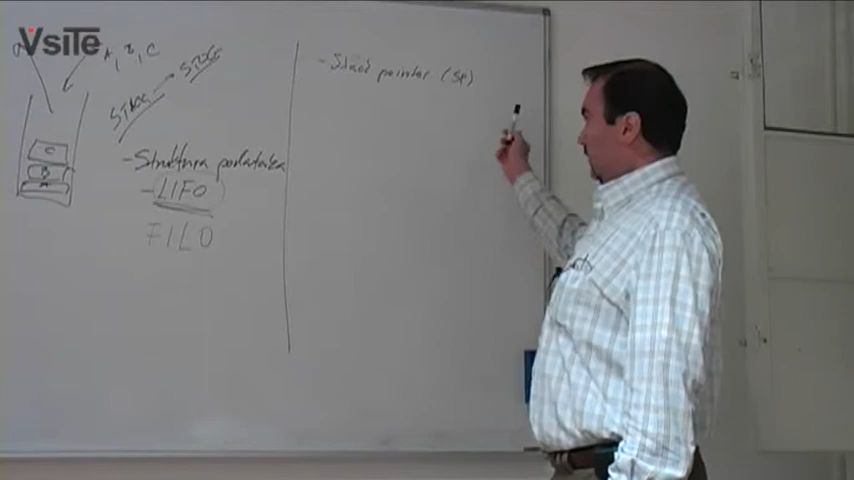 VsiTe
A, B, C
STACK → STOG
- Stack pointer (SP)
- Struktura podataka
- LIFO
FILO
C
B
A